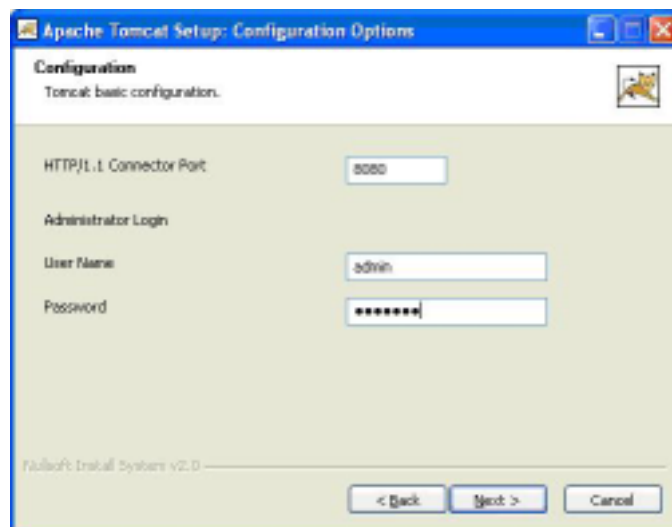 Apache Tomcat Setup: Configuration Options
Configuration
Tomcat basic configuration.
HTTP/1.1 Connector Port
8080
Administrator Login
User Name
admin
Password
●●●●●●●
Nullsoft Install System v2.0
< Back
Next >
Cancel